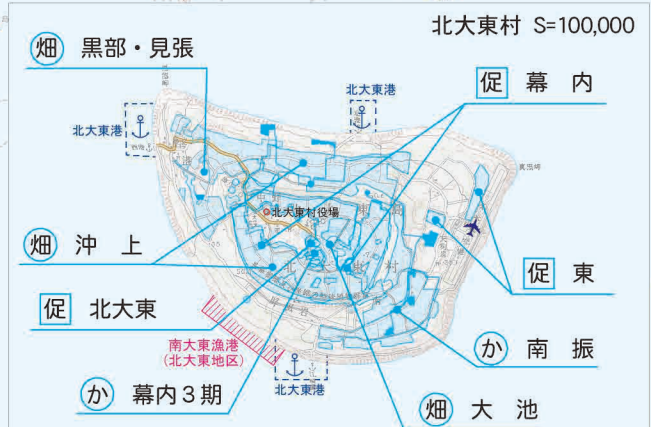 北大東村 S=100,000
畑 黒部・見張
促 幕内
北大東港
北大東港
北大東村役場
真黒岬
畑 沖上
促 東
促 北大東
南大東漁港
(北大東地区)
か 南振
か 幕内3期
北大東港
畑 大池